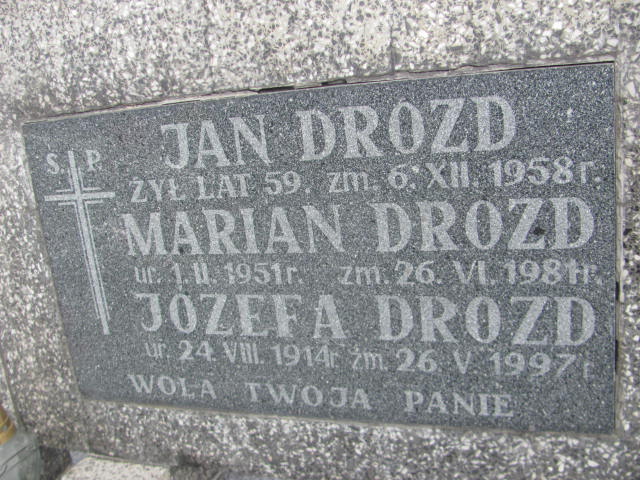 S. P.
JAN DROZD
ŻYŁ LAT 59. zm. 6. XII. 1958 r.
MARIAN DROZD
ur. 1. II. 1951 r. zm. 26. VI. 1981 r.
JÓZEFA DROZD
ur. 24. VIII. 1914 r. zm. 26. V. 1997 r.
WOLA TWOJA PANIE